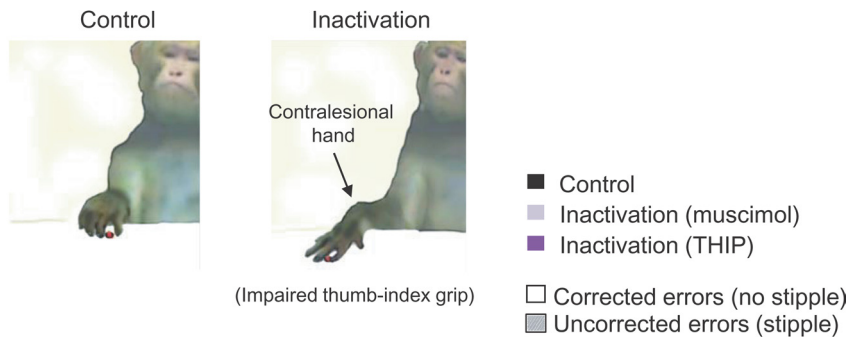 Control
Inactivation
Contralesional
hand
(Impaired thumb-index grip)
Control
Inactivation (muscimol)
Inactivation (THIP)
Corrected errors (no stipple)
Uncorrected errors (stipple)